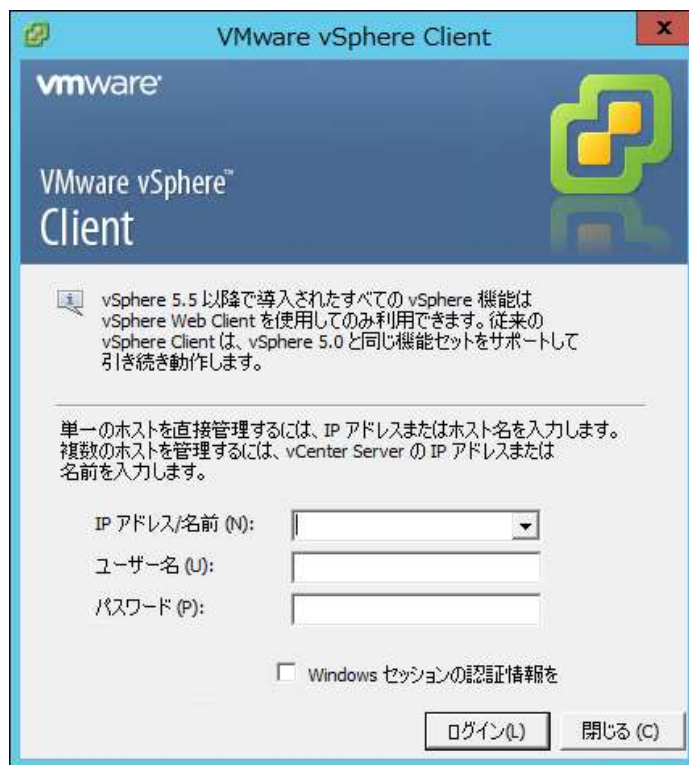 VMware vSphere Client
vmware
VMware vSphere™
Client
vSphere 5.5 以降で導入されたすべての vSphere 機能は
vSphere Web Client を使用してのみ利用できます。従来の
vSphere Client は、vSphere 5.0 と同じ機能セットをサポートして
引き続き動作します。
単一のホストを直接管理するには、IP アドレスまたはホスト名を入力します。
複数のホストを管理するには、vCenter Server の IP アドレスまたは
名前を入力します。
IP アドレス/名前 (N):
ユーザー名 (U):
パスワード (P):
Windows セッションの認証情報を
ログイン(L) 閉じる (C)